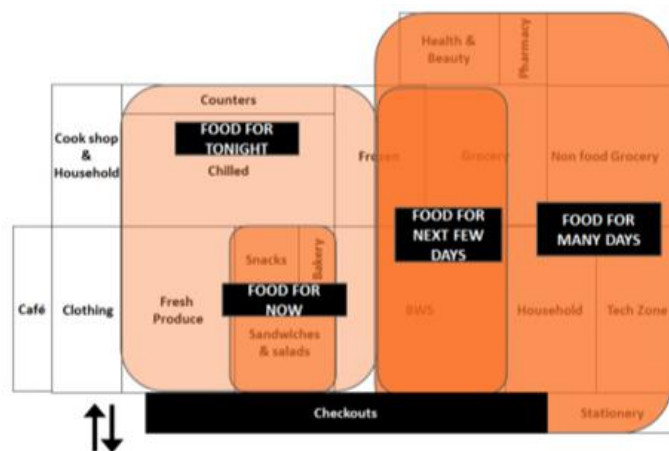 Health &
Beauty
Pharmacy
Counters
FOOD FOR
TONIGHT
Chilled
Cook shop
&
Household
Frozen
Grocery
Non food Grocery
FOOD FOR
NEXT FEW
DAYS
FOOD FOR
MANY DAYS
Snacks
Bakery
FOOD FOR
NOW
Fresh
Produce
Sandwiches
& salads
Café
Clothing
BWS
Household
Tech Zone
Checkouts
Stationery